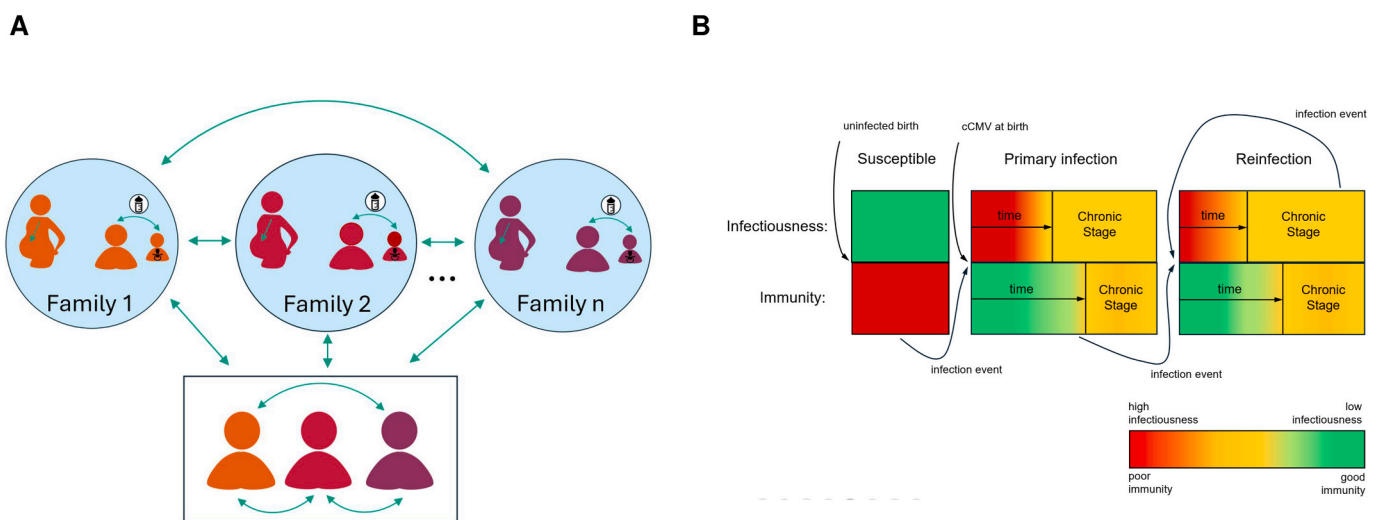 A
Family 1
Family 2
...
Family n
B
uninfected birth
cCMV at birth
infection event
Susceptible
Primary infection
Reinfection
Infectiousness:
time
Chronic
Stage
time
Chronic
Stage
Immunity:
time
Chronic
Stage
time
Chronic
Stage
infection event
infection event
high
infectiousness
low
infectiousness
poor
immunity
good
immunity